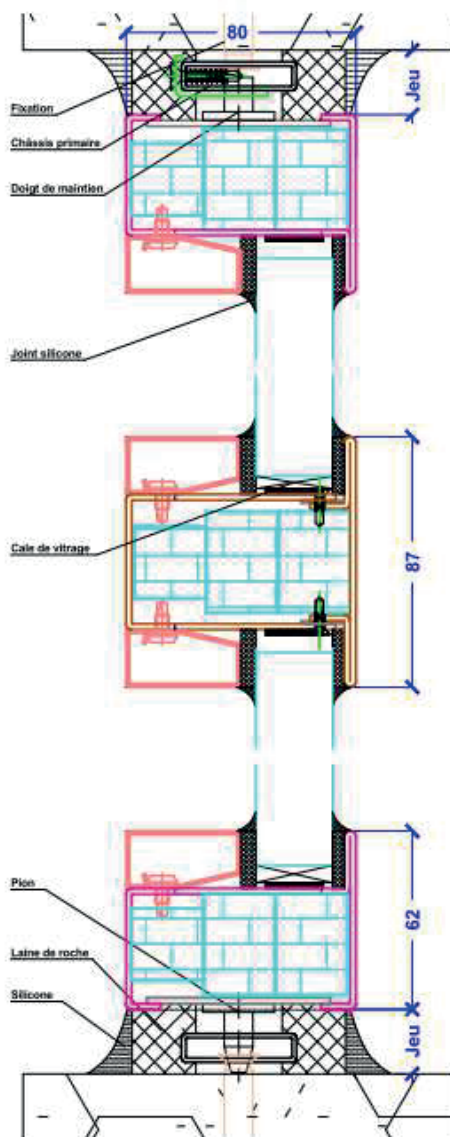 80
Jeu
Fixation
Châssis primaire
Doigt de maintien
Joint silicone
Cale de vitrage
87
Pion
62
Laine de roche
Silicone
Jeu